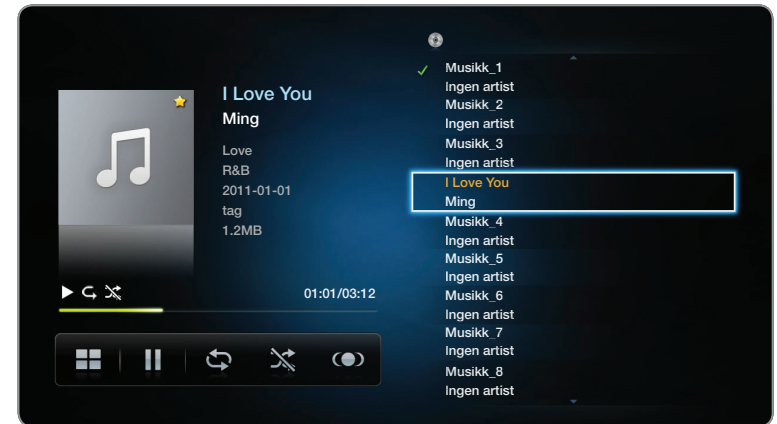 I Love You
Ming
Love
R&B
2011-01-01
tag
1.2MB
01:01/03:12
Musikk_1
Ingen artist
Musikk_2
Ingen artist
Musikk_3
Ingen artist
I Love You
Ming
Musikk_4
Ingen artist
Musikk_5
Ingen artist
Musikk_6
Ingen artist
Musikk_7
Ingen artist
Musikk_8
Ingen artist